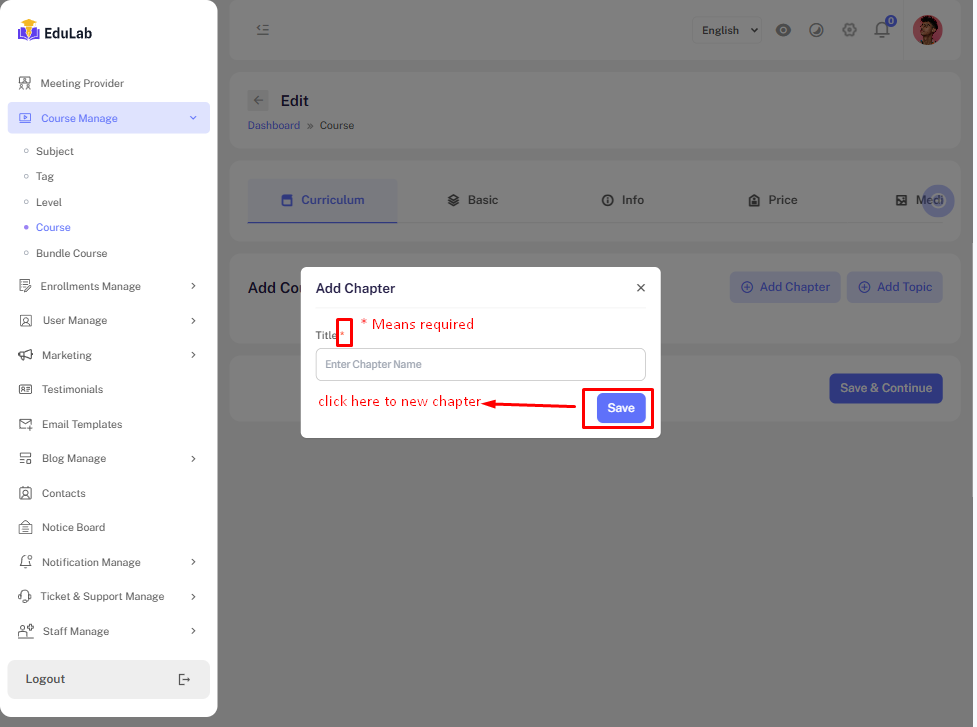 EduLab
Meeting Provider
Course Manage
Subject
Tag
Level
Course
Bundle Course
Enrollments Manage
User Manage
Marketing
Testimonials
Email Templates
Blog Manage
Contacts
Notice Board
Notification Manage
Ticket & Support Manage
Staff Manage
Logout
English
0
Edit
Dashboard » Course
Curriculum
Basic
Info
Price
Add Chapter
Add Topic
Save & Continue
Add Chapter
Title *
* Means required
Enter Chapter Name
click here to new chapter
Save